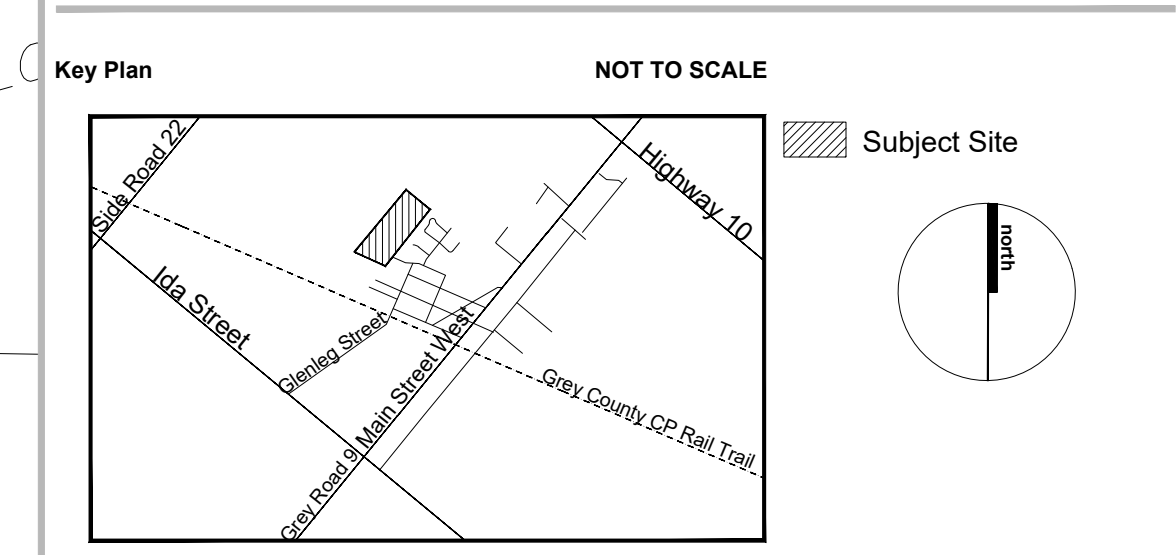 Key Plan
NOT TO SCALE
Subject Site
north
Side Road 22
Highway 10
Ida Street
Glenleg Street
Main Street West
Grey County CP Rail Trail
Grey Road 9